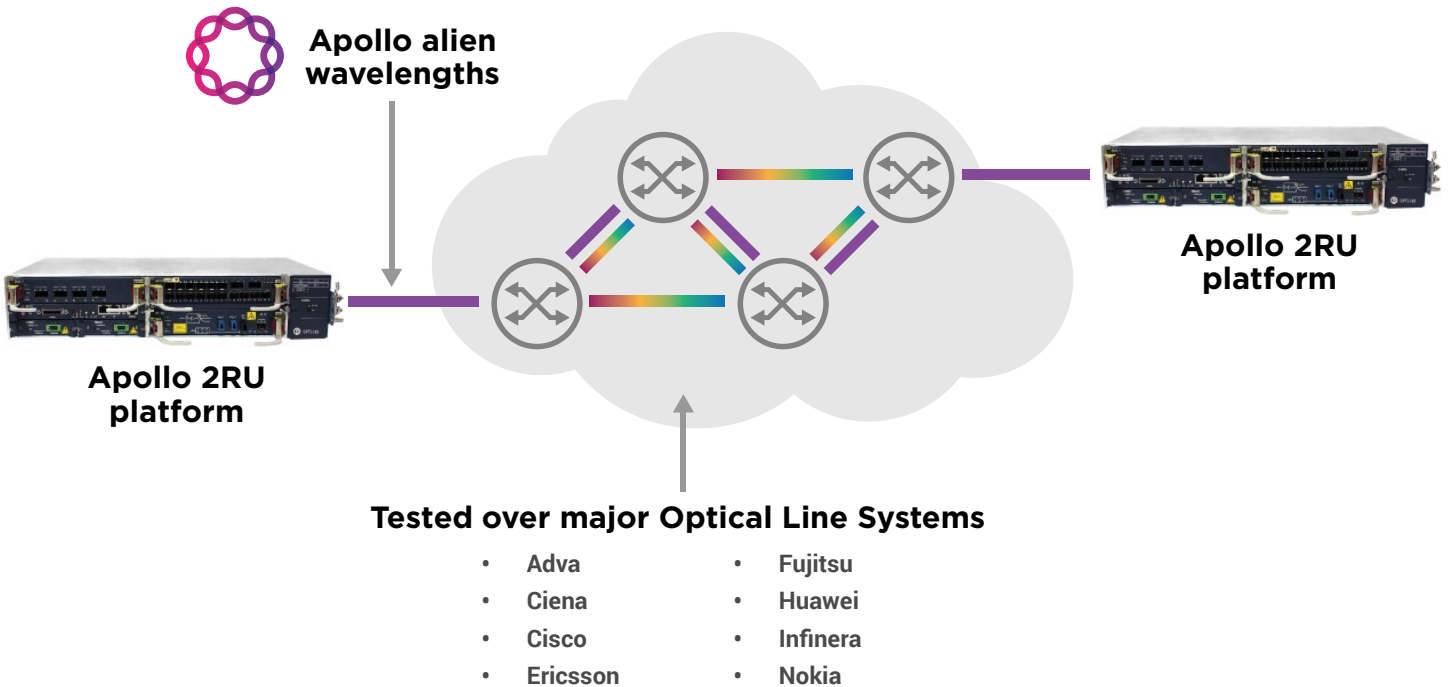 Apollo alien
wavelengths
Apollo 2RU
platform
Apollo 2RU
platform
Tested over major Optical Line Systems
• Adva
• Ciena
• Cisco
• Ericsson
• Fujitsu
• Huawei
• Infinera
• Nokia